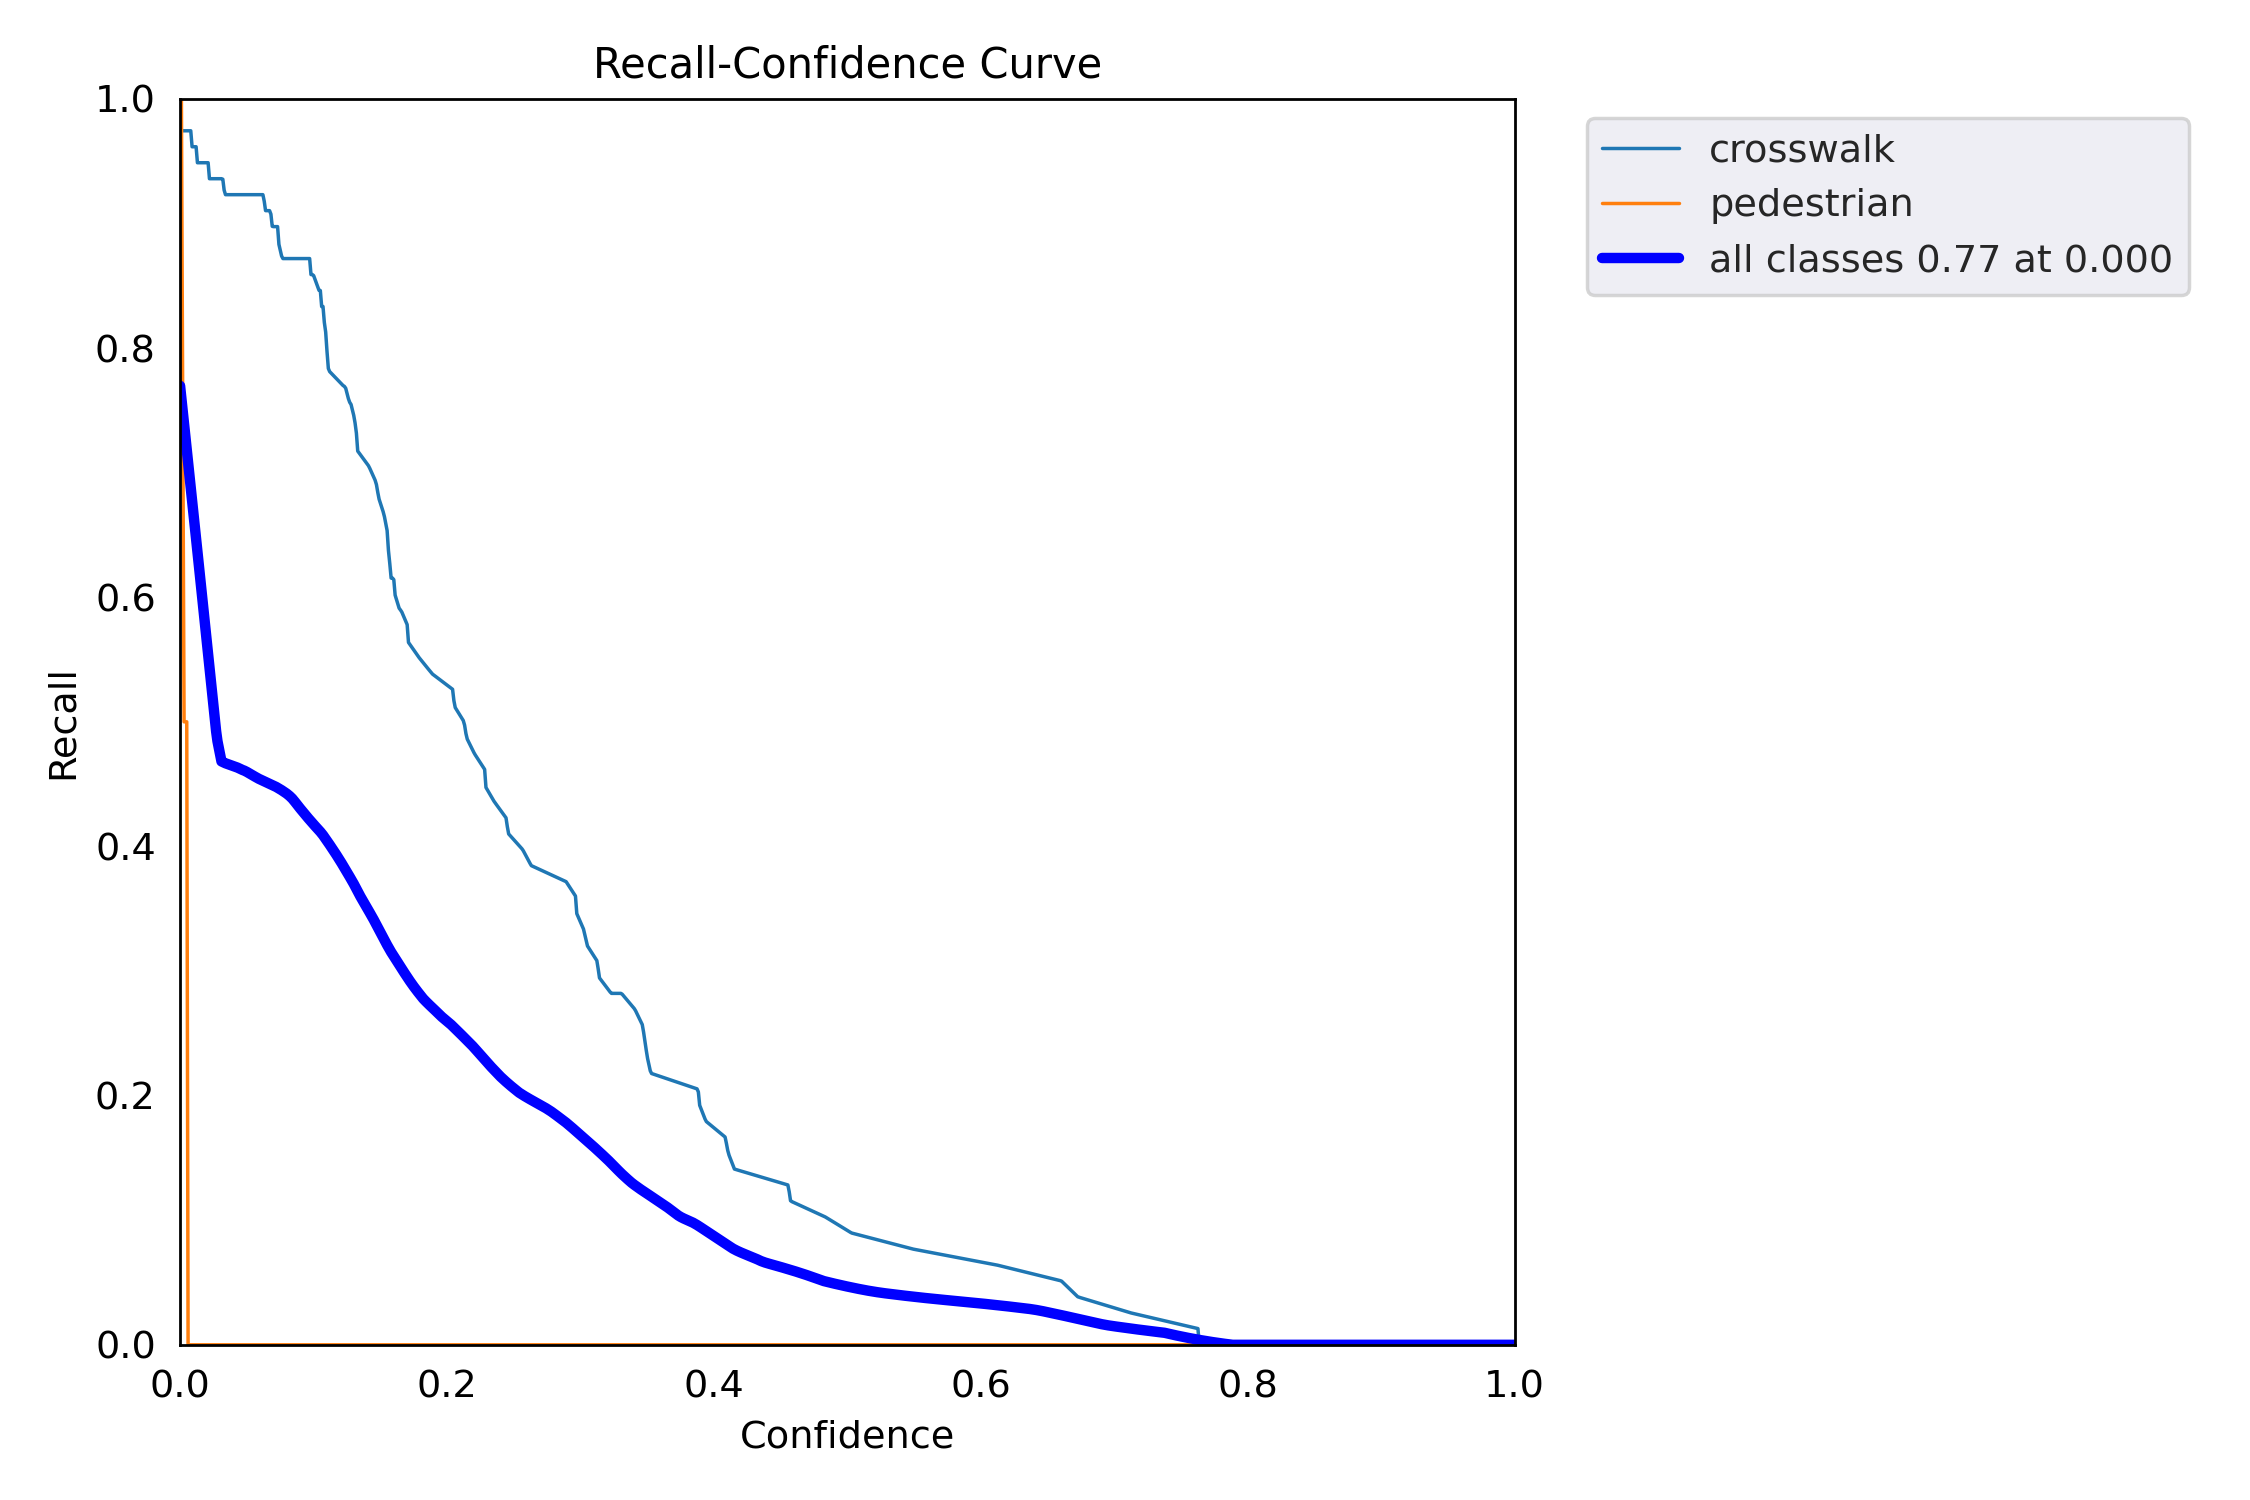 Recall-Confidence Curve
1.0
0.8
0.6
0.4
0.2
0.0
Recall
0.0 0.2 0.4 0.6 0.8 1.0
Confidence
crosswalk
pedestrian
all classes 0.77 at 0.000